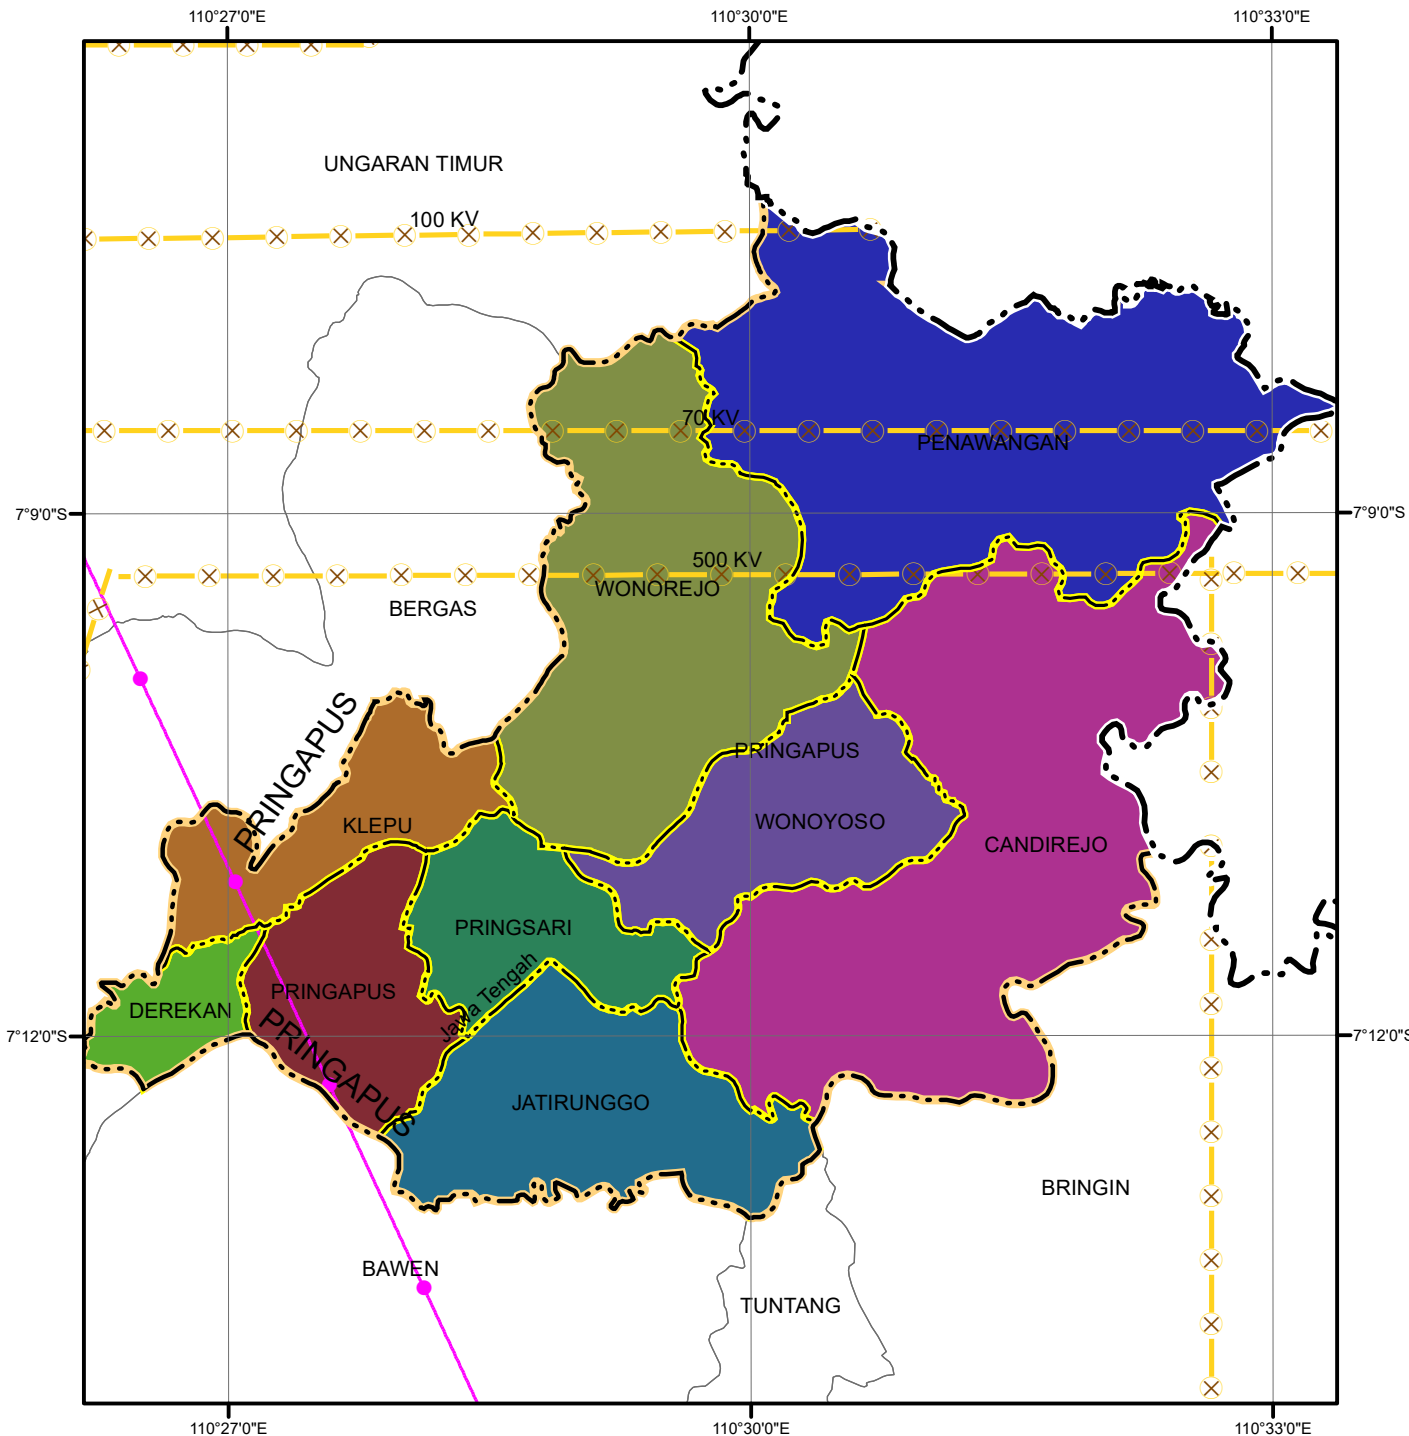 110°27'0"E
110°30'0"E
110°33'0"E
UNGARAN TIMUR
100 KV
70 KV
PENAWANGAN
7°9'0"S
7°9'0"S
500 KV
WONOREJO
BERGAS
PRINGAPUS
PRINGAPUS
KLEPU
WONOYOSO
CANDIREJO
PRINGSARI
Jawa Tengah
PRINGAPUS
DEREKAN
PRINGAPUS
7°12'0"S
7°12'0"S
JATIRUNGGO
BRINGIN
BAWEN
TUNTANG
110°27'0"E
110°30'0"E
110°33'0"E